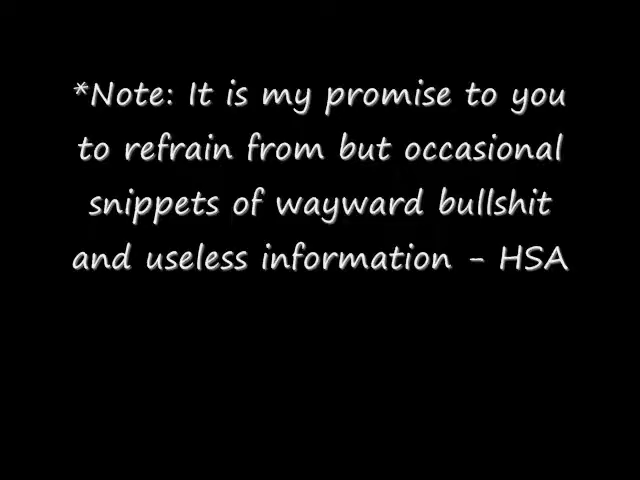 *Note: It is my promise to you
to refrain from but occasional
snippets of wayward bullshit
and useless information - HSA